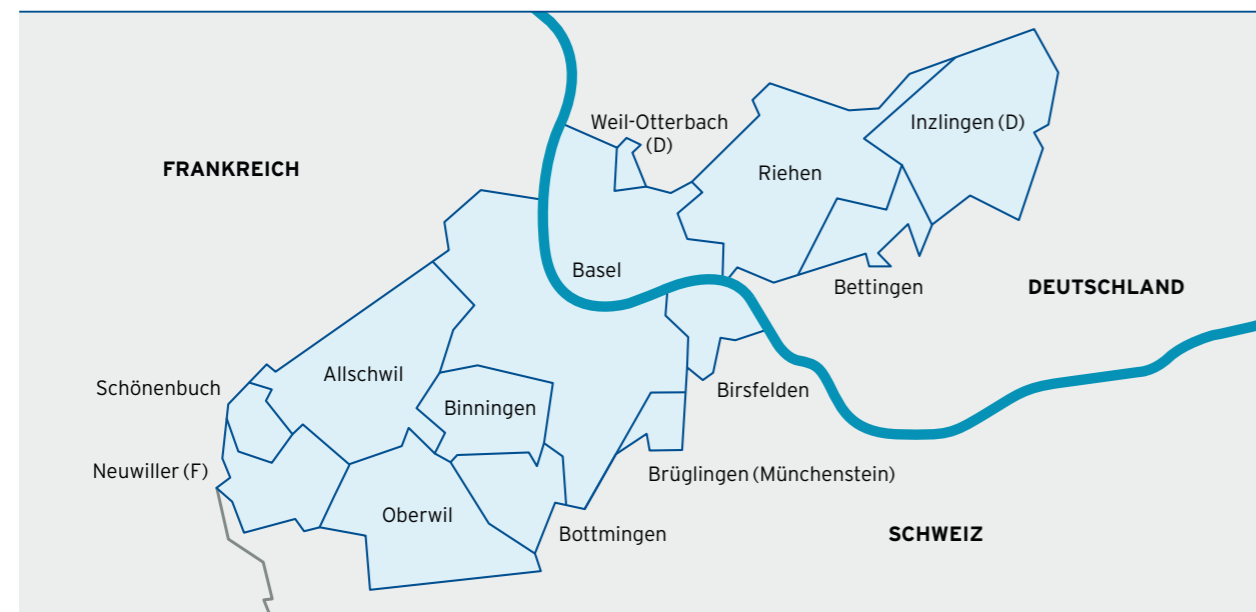 Weil-Otterbach
(D)
Inzlingen (D)
FRANKREICH
Riehen
Basel
Bettingen
DEUTSCHLAND
Allschwil
Schönenbuch
Birsfelden
Binningen
Neuwiller (F)
Brüglingen (Münchenstein)
Oberwil
Bottmingen
SCHWEIZ